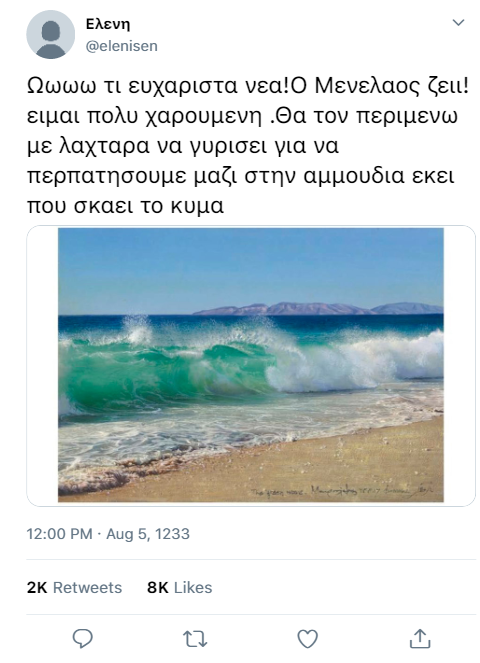 Ελενη
@elenisen
Ωωωω τι ευχαριστα νεα!Ο Μενελαος ζειι!
ειμαι πολυ χαρουμενη .Θα τον περιμενω
με λαχταρα να γυρισει για να
περπατησουμε μαζι στην αμμουδια εκει
που σκαει το κυμα
12:00 PM · Aug 5, 1233
2K Retweets 8K Likes